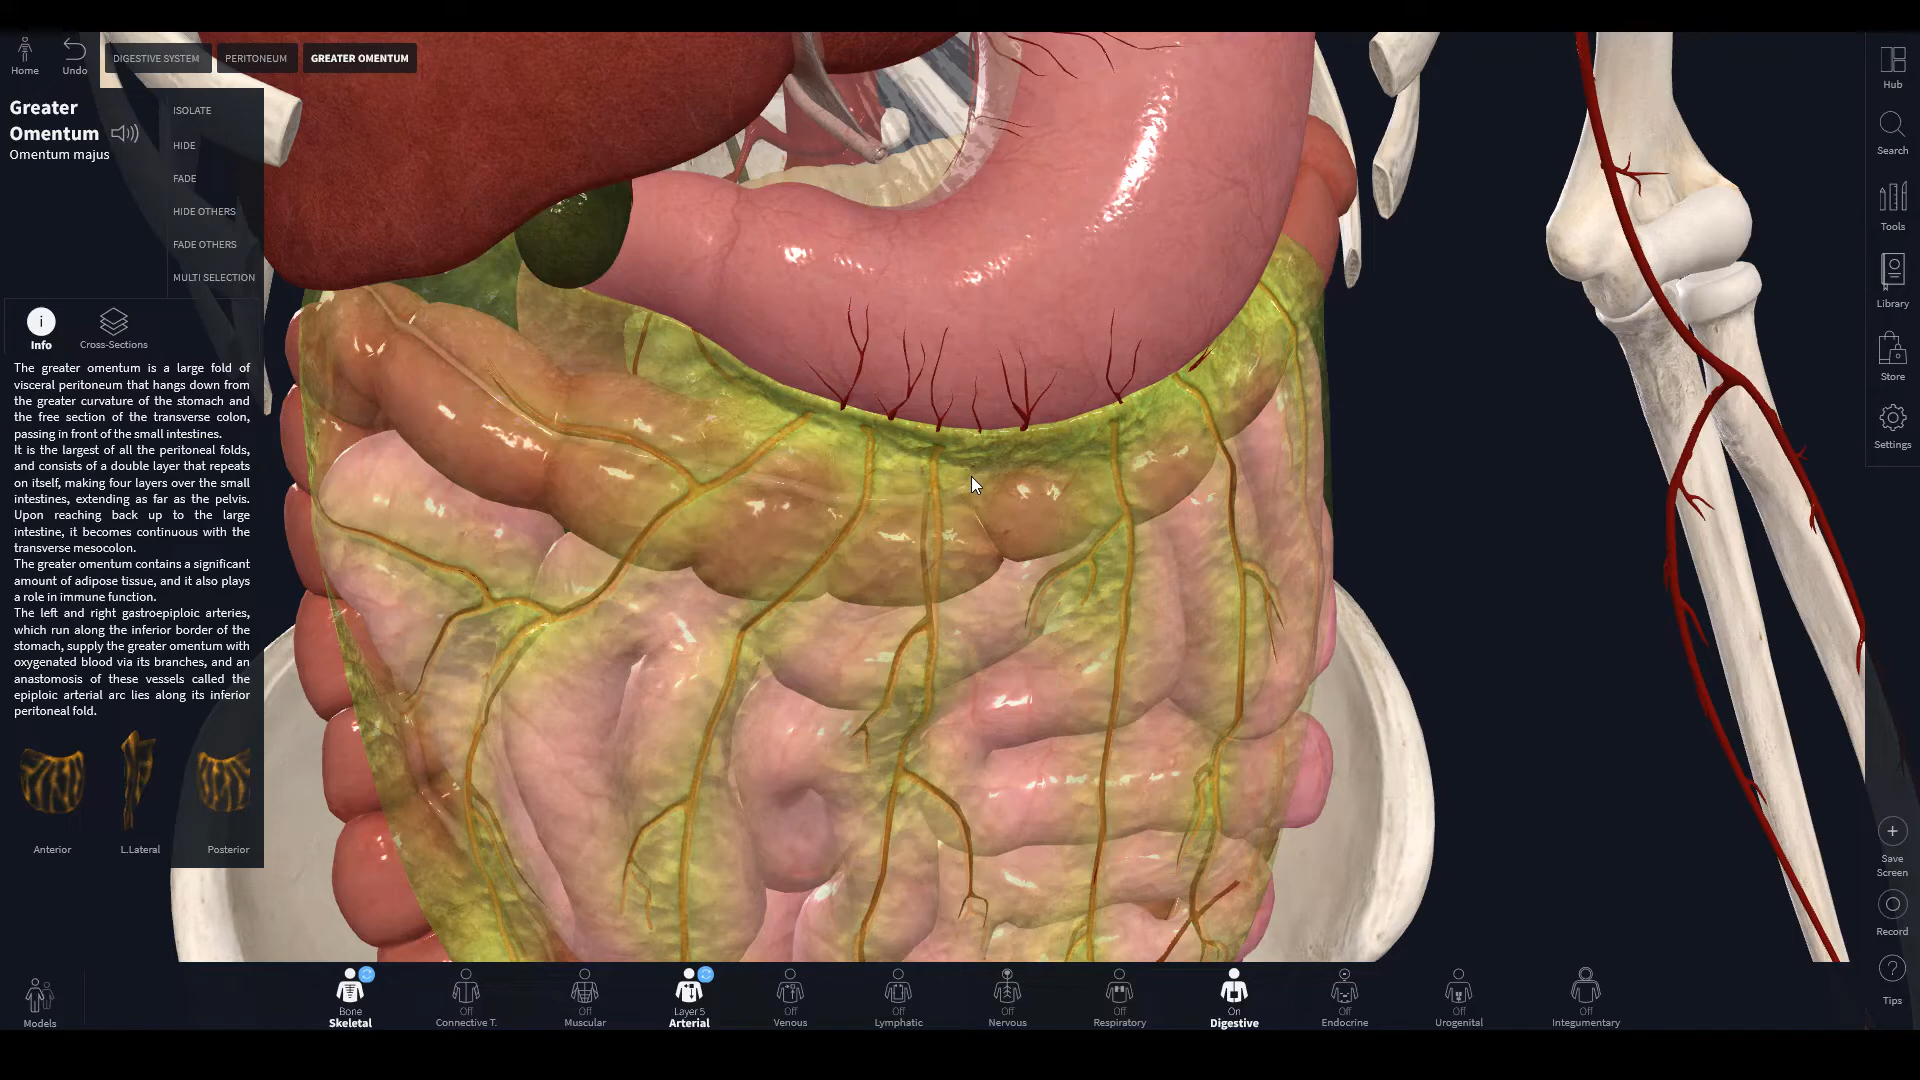 Home
Undo
DIGESTIVE SYSTEM
PERITONEUM
GREATER OMENTUM
Greater
Omentum
Omentum majus
ISOLATE
HIDE
FADE
HIDE OTHERS
FADE OTHERS
MULTI SELECTION
i
Info
Cross-Sections
The greater omentum is a large fold of
visceral peritoneum that hangs down from
the greater curvature of the stomach and
the free section of the transverse colon,
passing in front of the small intestines.
It is the largest of all the peritoneal folds,
and consists of a double layer that repeats
on itself, making four layers over the small
intestines, extending as far as the pelvis.
Upon reaching back up to the large
intestine, it becomes continuous with the
transverse mesocolon.
The greater omentum contains a significant
amount of adipose tissue, and it also plays
a role in immune function.
The left and right gastroepiploic arteries,
which run along the inferior border of the
stomach, supply the greater omentum with
oxygenated blood via its branches, and an
anastomosis of these vessels called the
epiploic arterial arc lies along its inferior
peritoneal fold.
Anterior
L.Lateral
Posterior
Hub
Search
Tools
Library
Store
Settings
Save
Screen
Record
?
Tips
Models
Bone
Skeletal
Off
Connective T.
Off
Muscular
Layer 5
Arterial
Off
Venous
Off
Lymphatic
Off
Nervous
Off
Respiratory
On
Digestive
Off
Endocrine
Off
Urogenital
Off
Integumentary